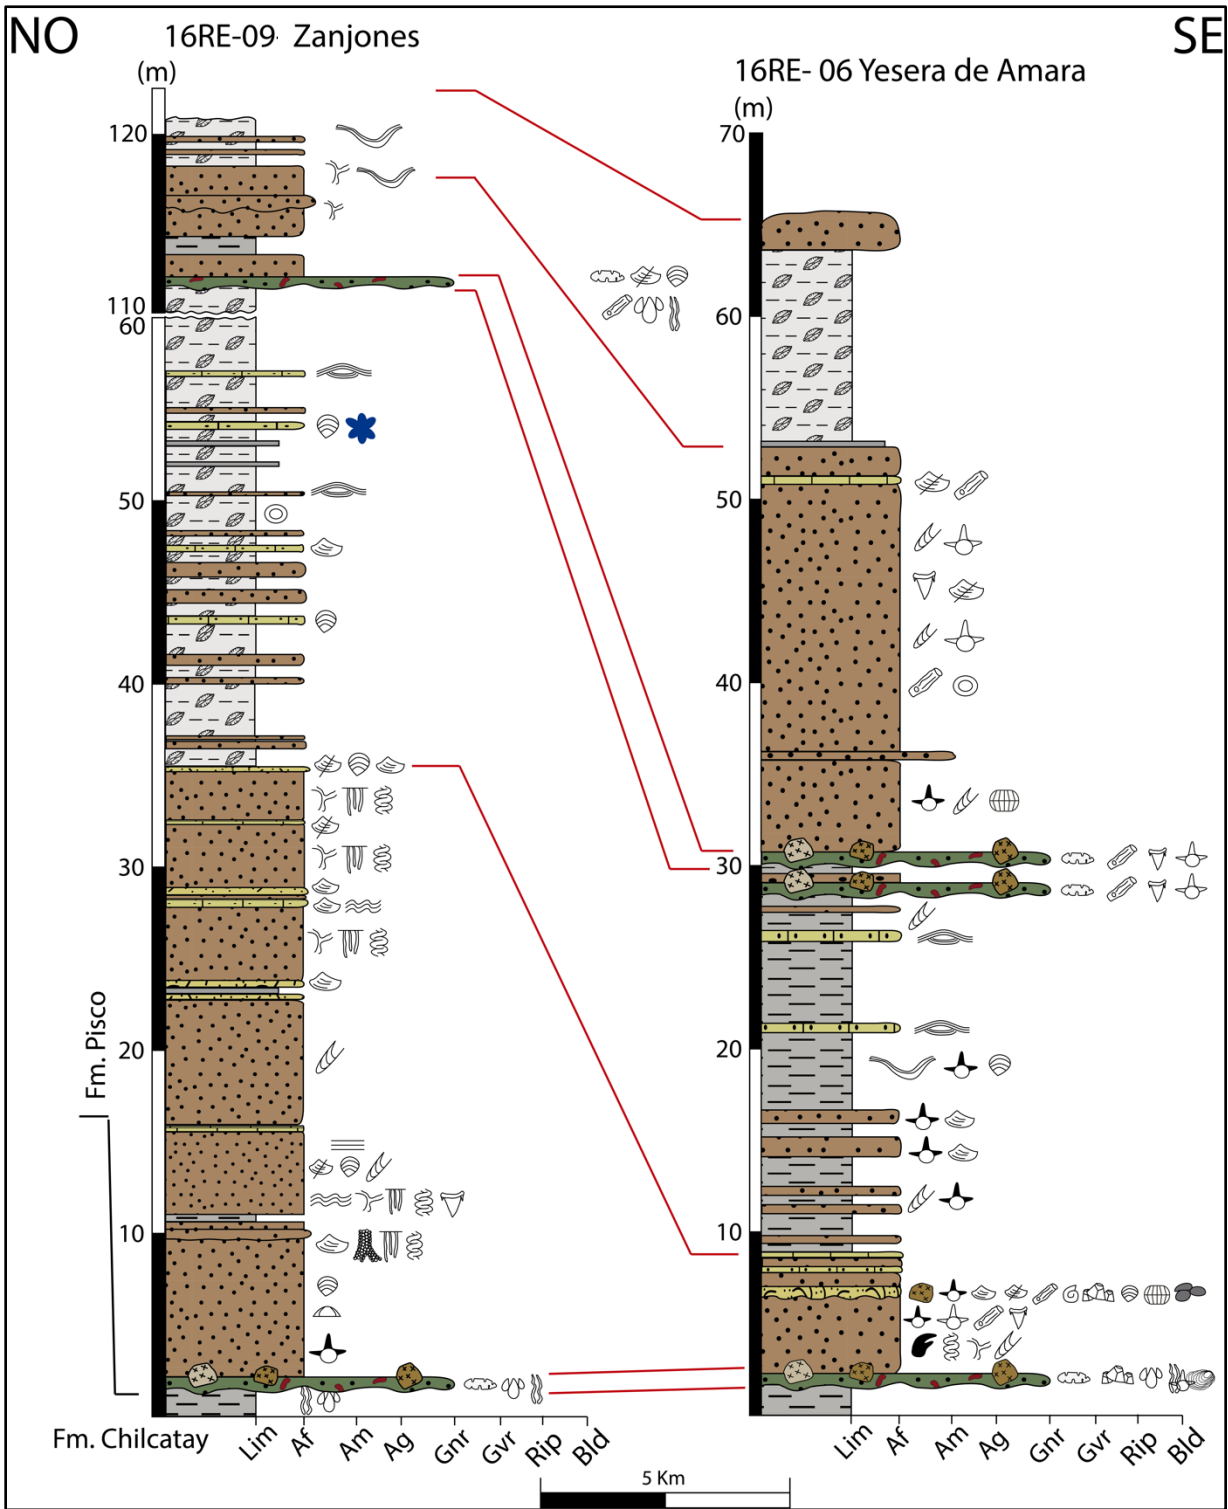 NO
SE
16RE-09 Zanjones
(m)
120
110
60
50
40
30
20
10
Fm. Pisco
Fm. Chilcatay
Lim Af Am Ag Gnr Gvr Rip Bld
16RE- 06 Yesera de Amara
(m)
70
60
50
40
30
20
10
Lim Af Am Ag Gnr Gvr Rip Bld
5 Km